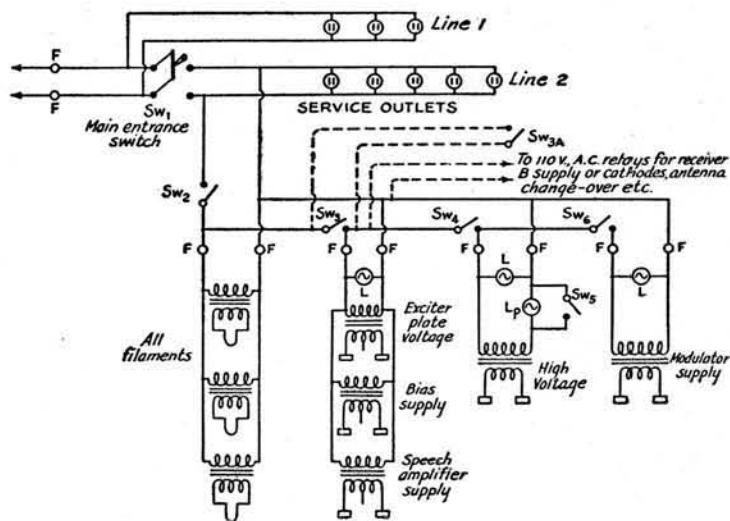 Line 1
F
Line 2
F
Sw1
Main entrance
switch
SERVICE OUTLETS
Sw3A
To 110 v., A.C. relays for receiver
B supply or cathodes, antenna
change-over etc.
Sw2
Sw3
Sw4
Sw6
F
F
F
F
F
F
F
F
L
L
L
Lp
Sw5
All
filaments
Exciter
plate
voltage
Bias
supply
Speech
amplifier
supply
High
Voltage
Modulator
supply